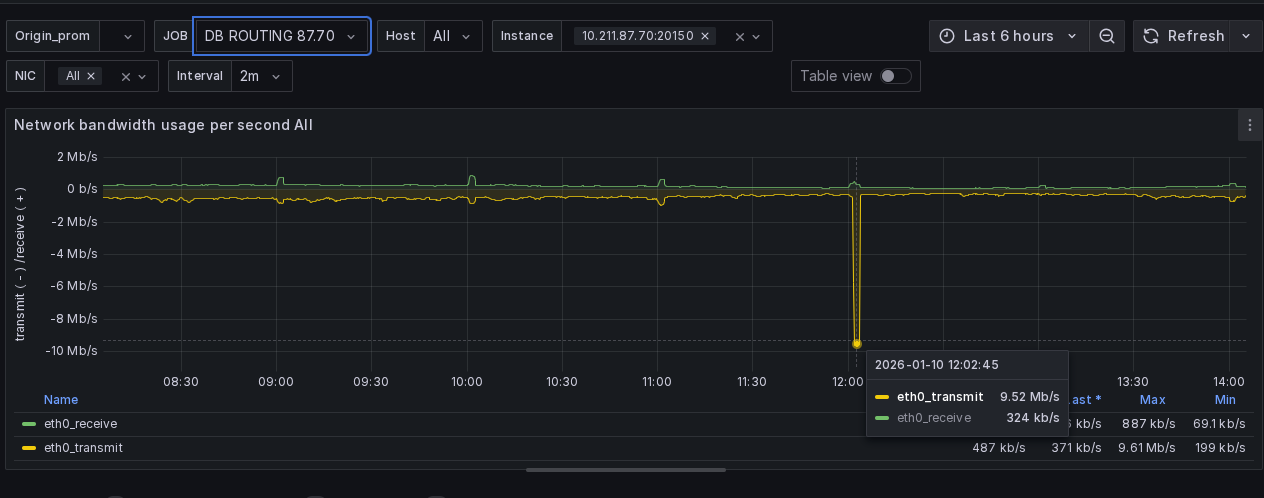 Origin_prom JOB DB ROUTING 87.70 Host All Instance 10.211.87.70:20150 Last 6 hours Refresh
NIC All Interval 2m Table view
Network bandwidth usage per second All
transmit ( - ) /receive ( + )
2 Mb/s
0 b/s
-2 Mb/s
-4 Mb/s
-6 Mb/s
-8 Mb/s
-10 Mb/s
08:30 09:00 09:30 10:00 10:30 11:00 11:30 12:00 13:30 14:00
2026-01-10 12:02:45
eth0_transmit 9.52 Mb/s
eth0_receive 324 kb/s
Name Max Min
eth0_receive kb/s 887 kb/s 69.1 kb/s
eth0_transmit 487 kb/s 371 kb/s 9.61 Mb/s 199 kb/s